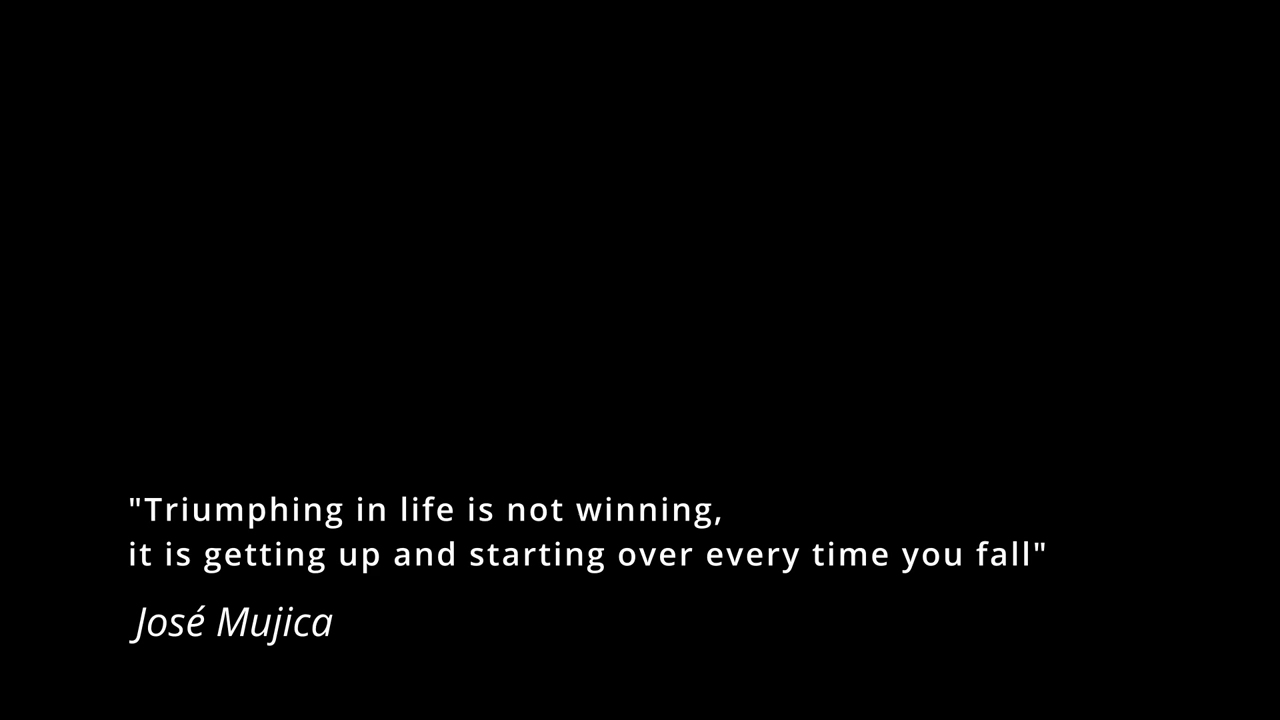 "Triumphing in life is not winning,
it is getting up and starting over every time you fall"
José Mujica